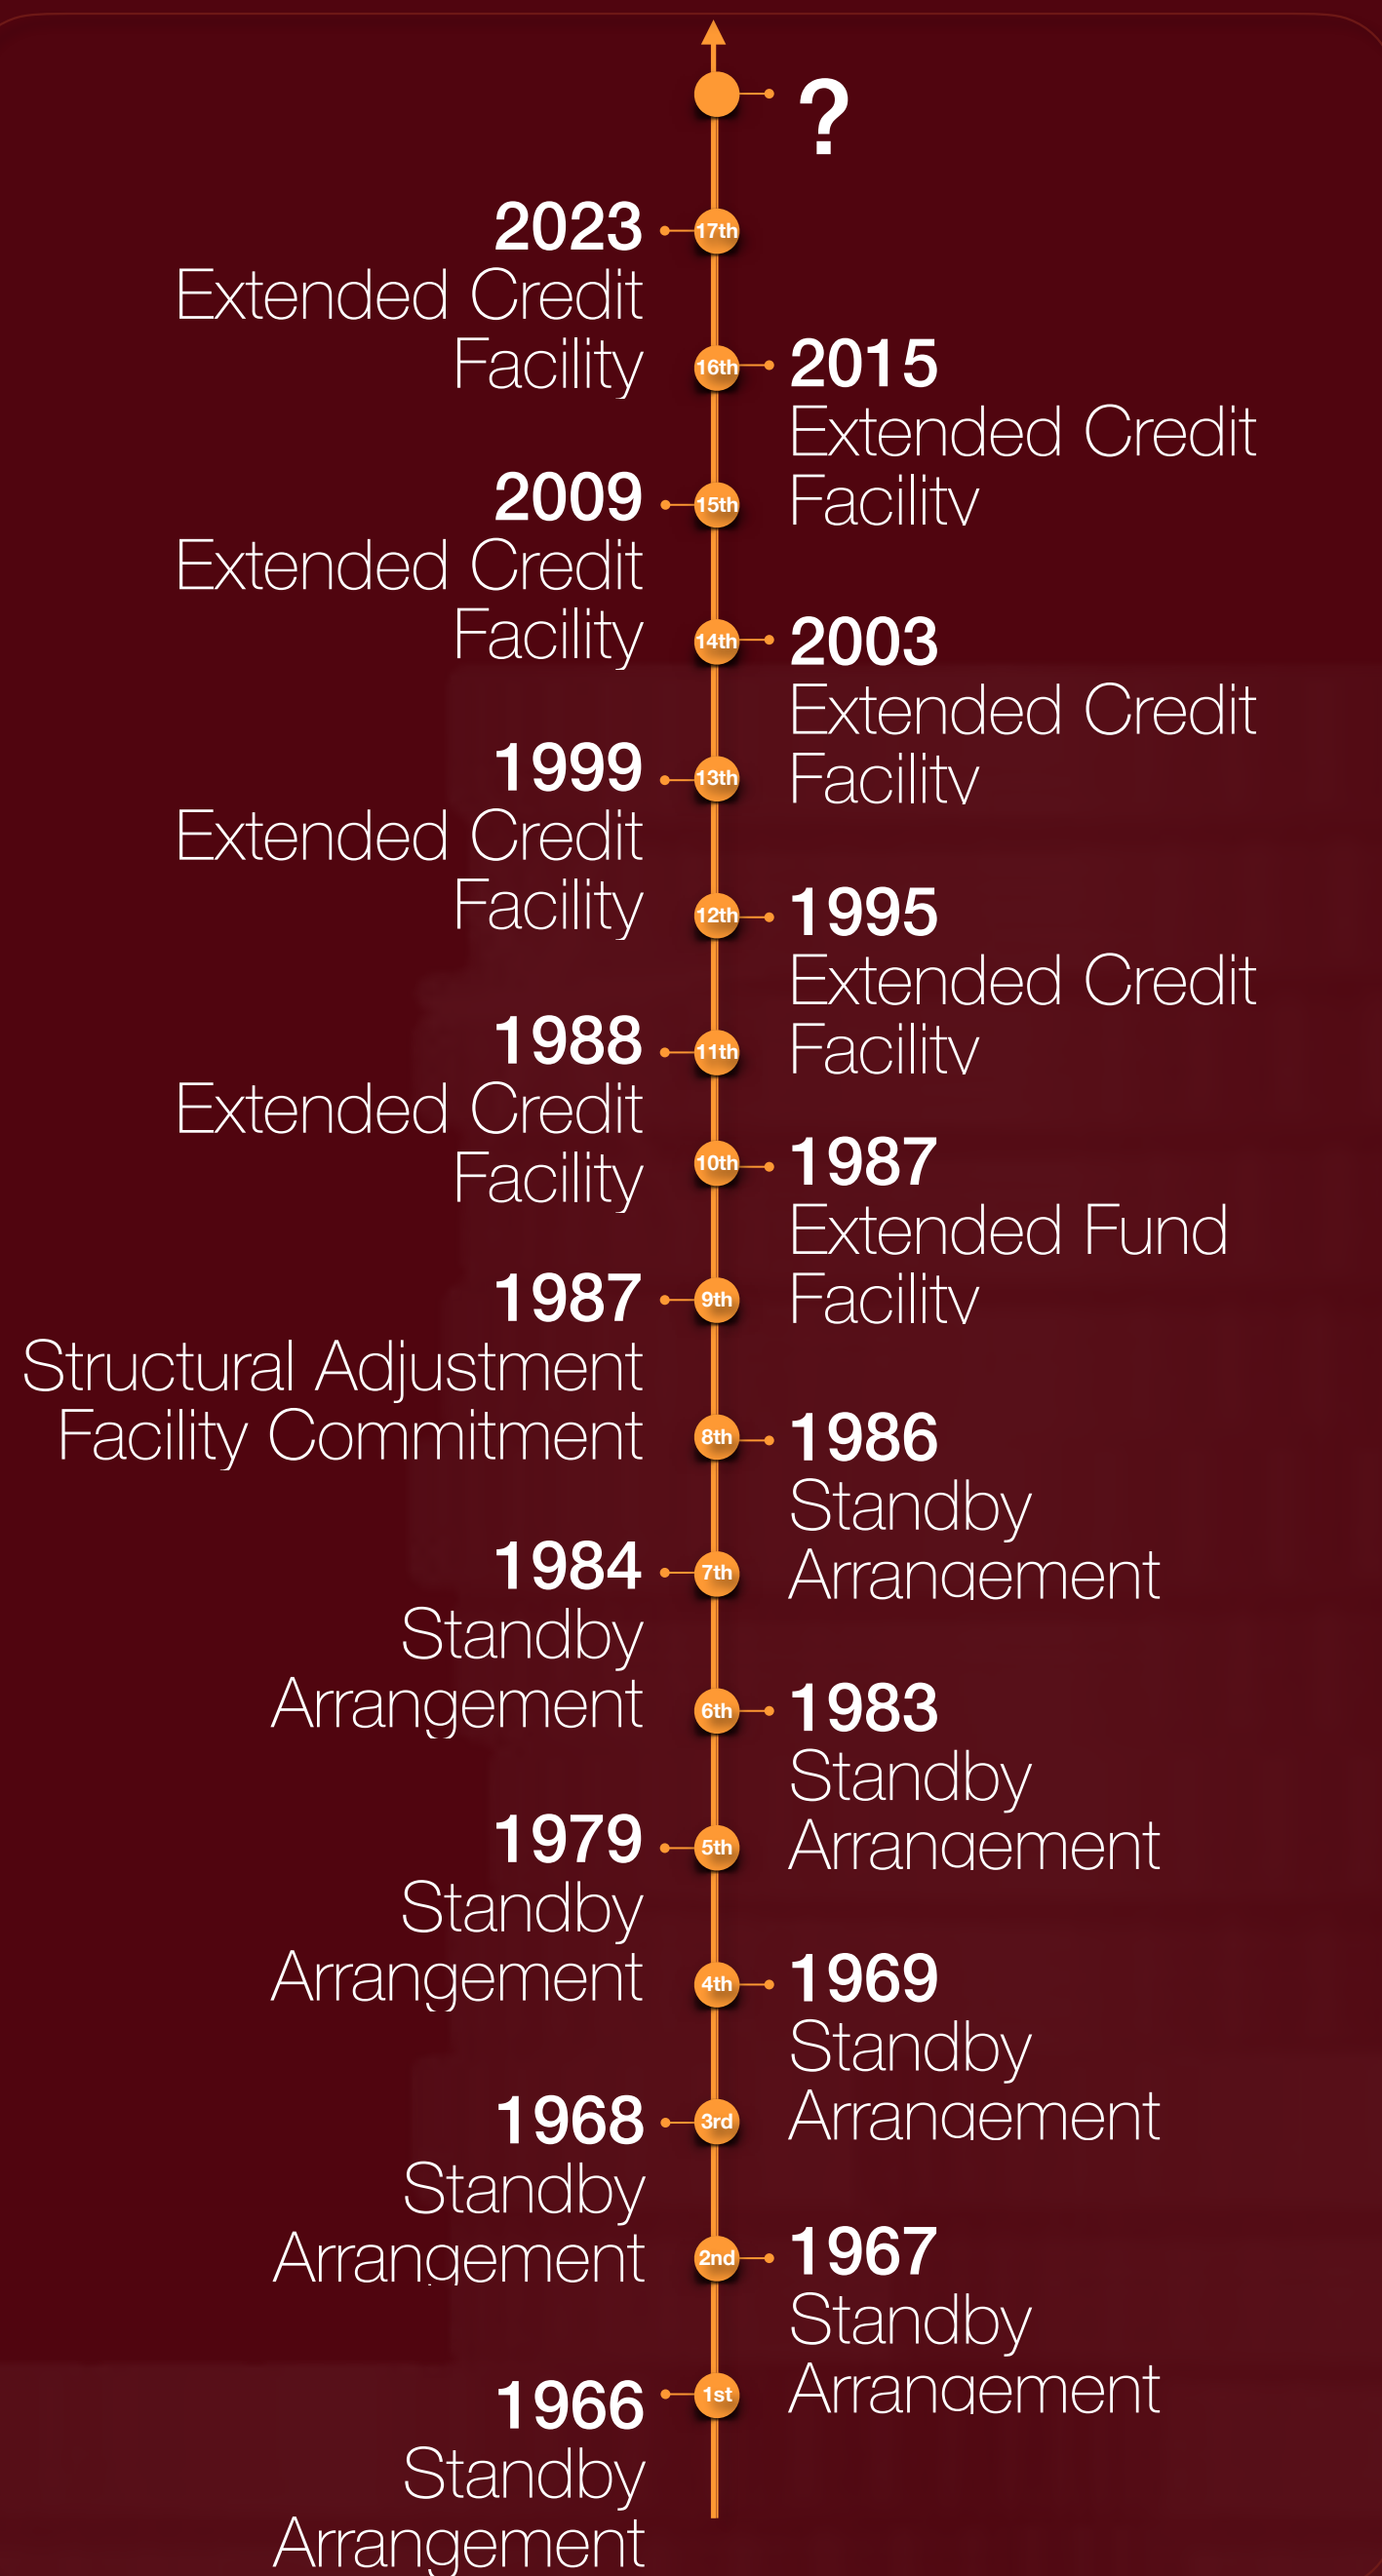 ?
17th
2023
Extended Credit
Facility
16th
2015
Extended Credit
Facility
15th
2009
Extended Credit
Facility
14th
2003
Extended Credit
Facility
13th
1999
Extended Credit
Facility
12th
1995
Extended Credit
Facility
11th
1988
Extended Credit
Facility
10th
1987
Extended Fund
Facility
9th
1987
Structural Adjustment
Facility Commitment
8th
1986
Standby
Arrangement
7th
1984
Standby
Arrangement
6th
1983
Standby
Arrangement
5th
1979
Standby
Arrangement
4th
1969
Standby
Arrangement
3rd
1968
Standby
Arrangement
2nd
1967
Standby
Arrangement
1st
1966
Standby
Arrangement